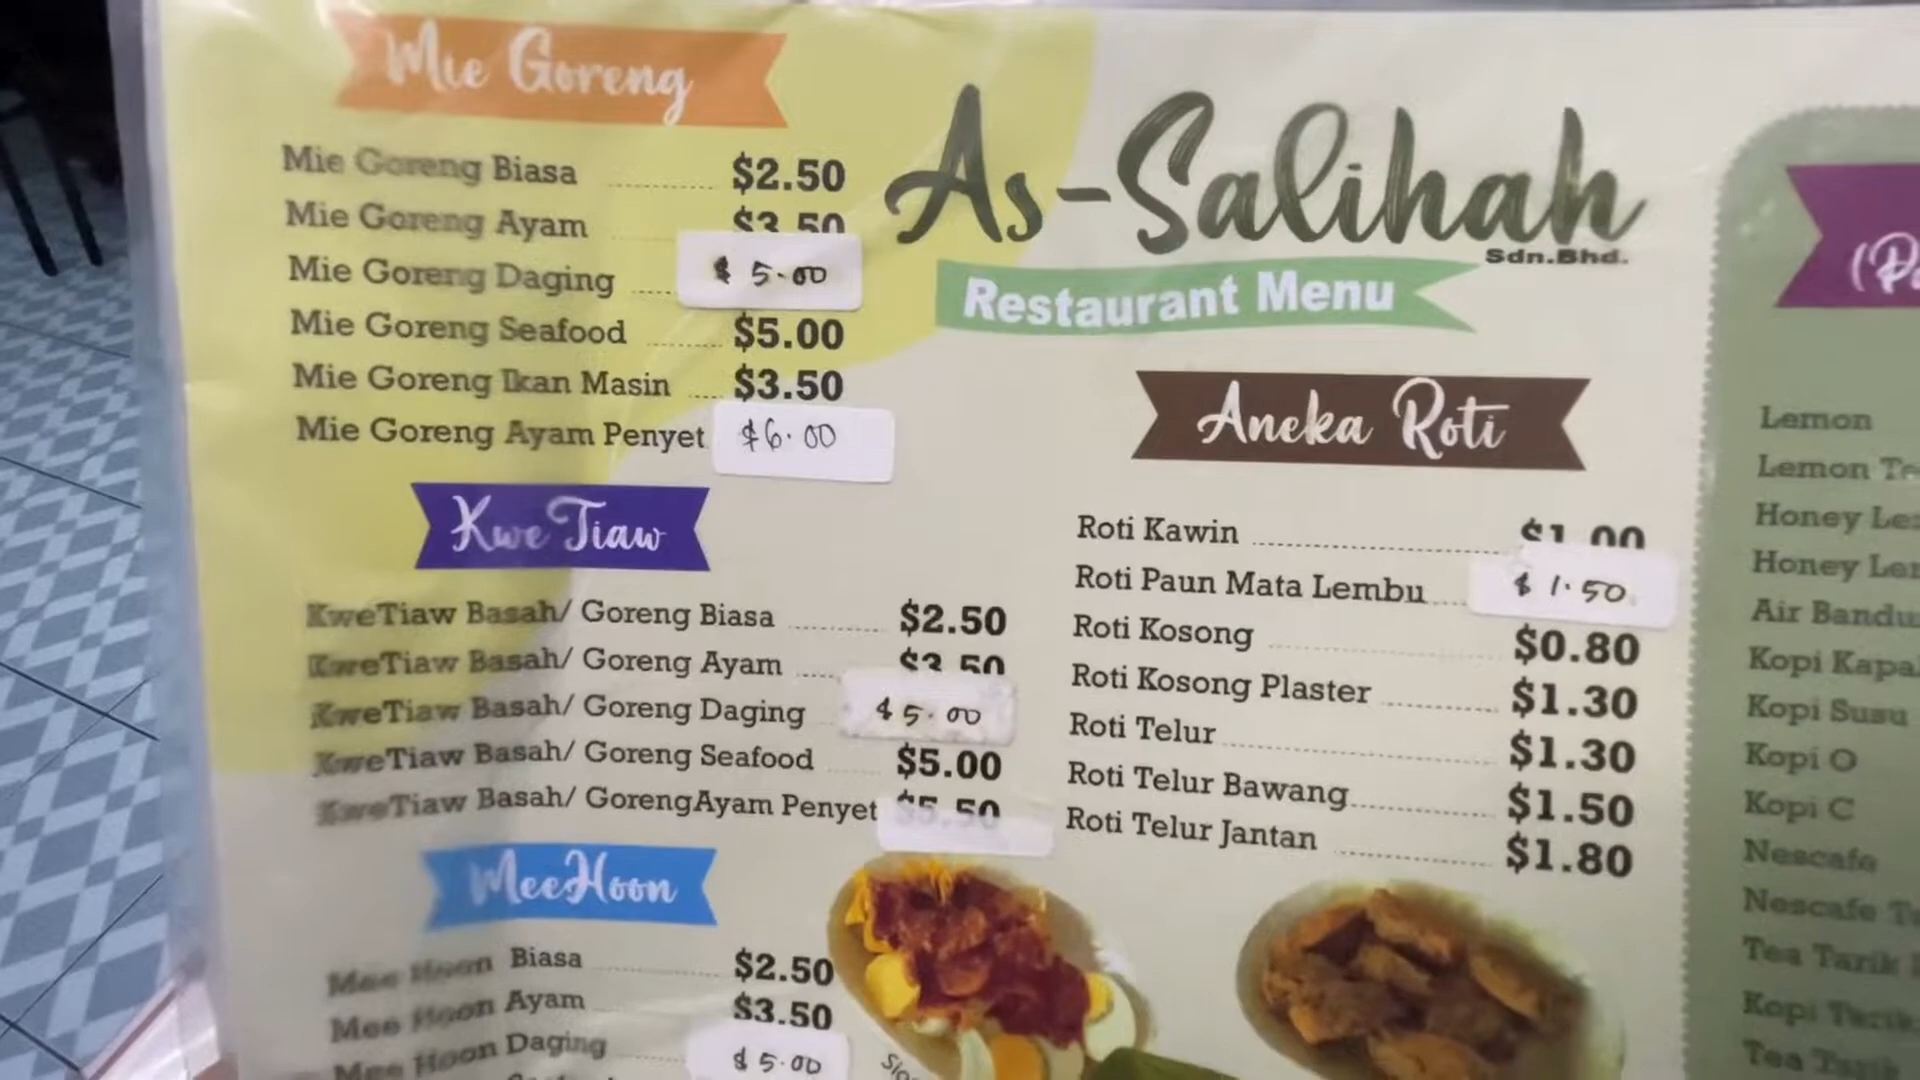 Mie Goreng
Mie Goreng Biasa $2.50
Mie Goreng Ayam $3.50
Mie Goreng Daging $5.00
Mie Goreng Seafood $5.00
Mie Goreng Ikan Masin $3.50
Mie Goreng Ayam Penyet $6.00
Kwe Tiaw
KweTiaw Basah/ Goreng Biasa $2.50
KweTiaw Basah/ Goreng Ayam $3.50
KweTiaw Basah/ Goreng Daging $5.00
KweTiaw Basah/ Goreng Seafood $5.00
KweTiaw Basah/ GorengAyam Penyet $5.50
MeeHoon
Mee Hoon Biasa $2.50
Mee Hoon Ayam $3.50
Mee Hoon Daging $5.00
As-Salihah
Sdn.Bhd.
Restaurant Menu
Aneka Roti
Roti Kawin $1.00
Roti Paun Mata Lembu $1.50
Roti Kosong $0.80
Roti Kosong Plaster $1.30
Roti Telur $1.30
Roti Telur Bawang $1.50
Roti Telur Jantan $1.80
Lemon
Lemon
Honey
Honey
Air
Kopi
Kopi Susu
Kopi O
Kopi C
Nescafe
Nescafe
Tea Tarik
Kopi Tarik
Tea Tarik